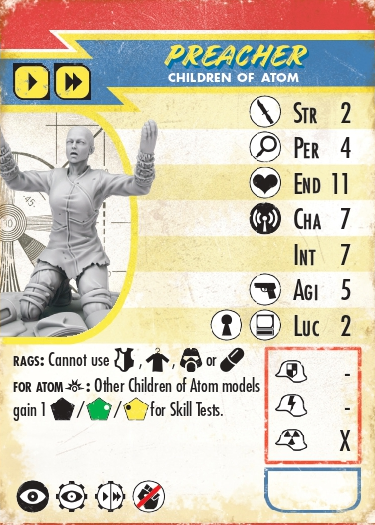 PREACHER
CHILDREN OF ATOM
STR 2
PER 4
END 11
CHA 7
INT 7
AGI 5
LUC 2
-45-
RAGS: Cannot use , , or
FOR ATOM : Other Children of Atom models
gain 1 / / for Skill Tests.
-
-
X